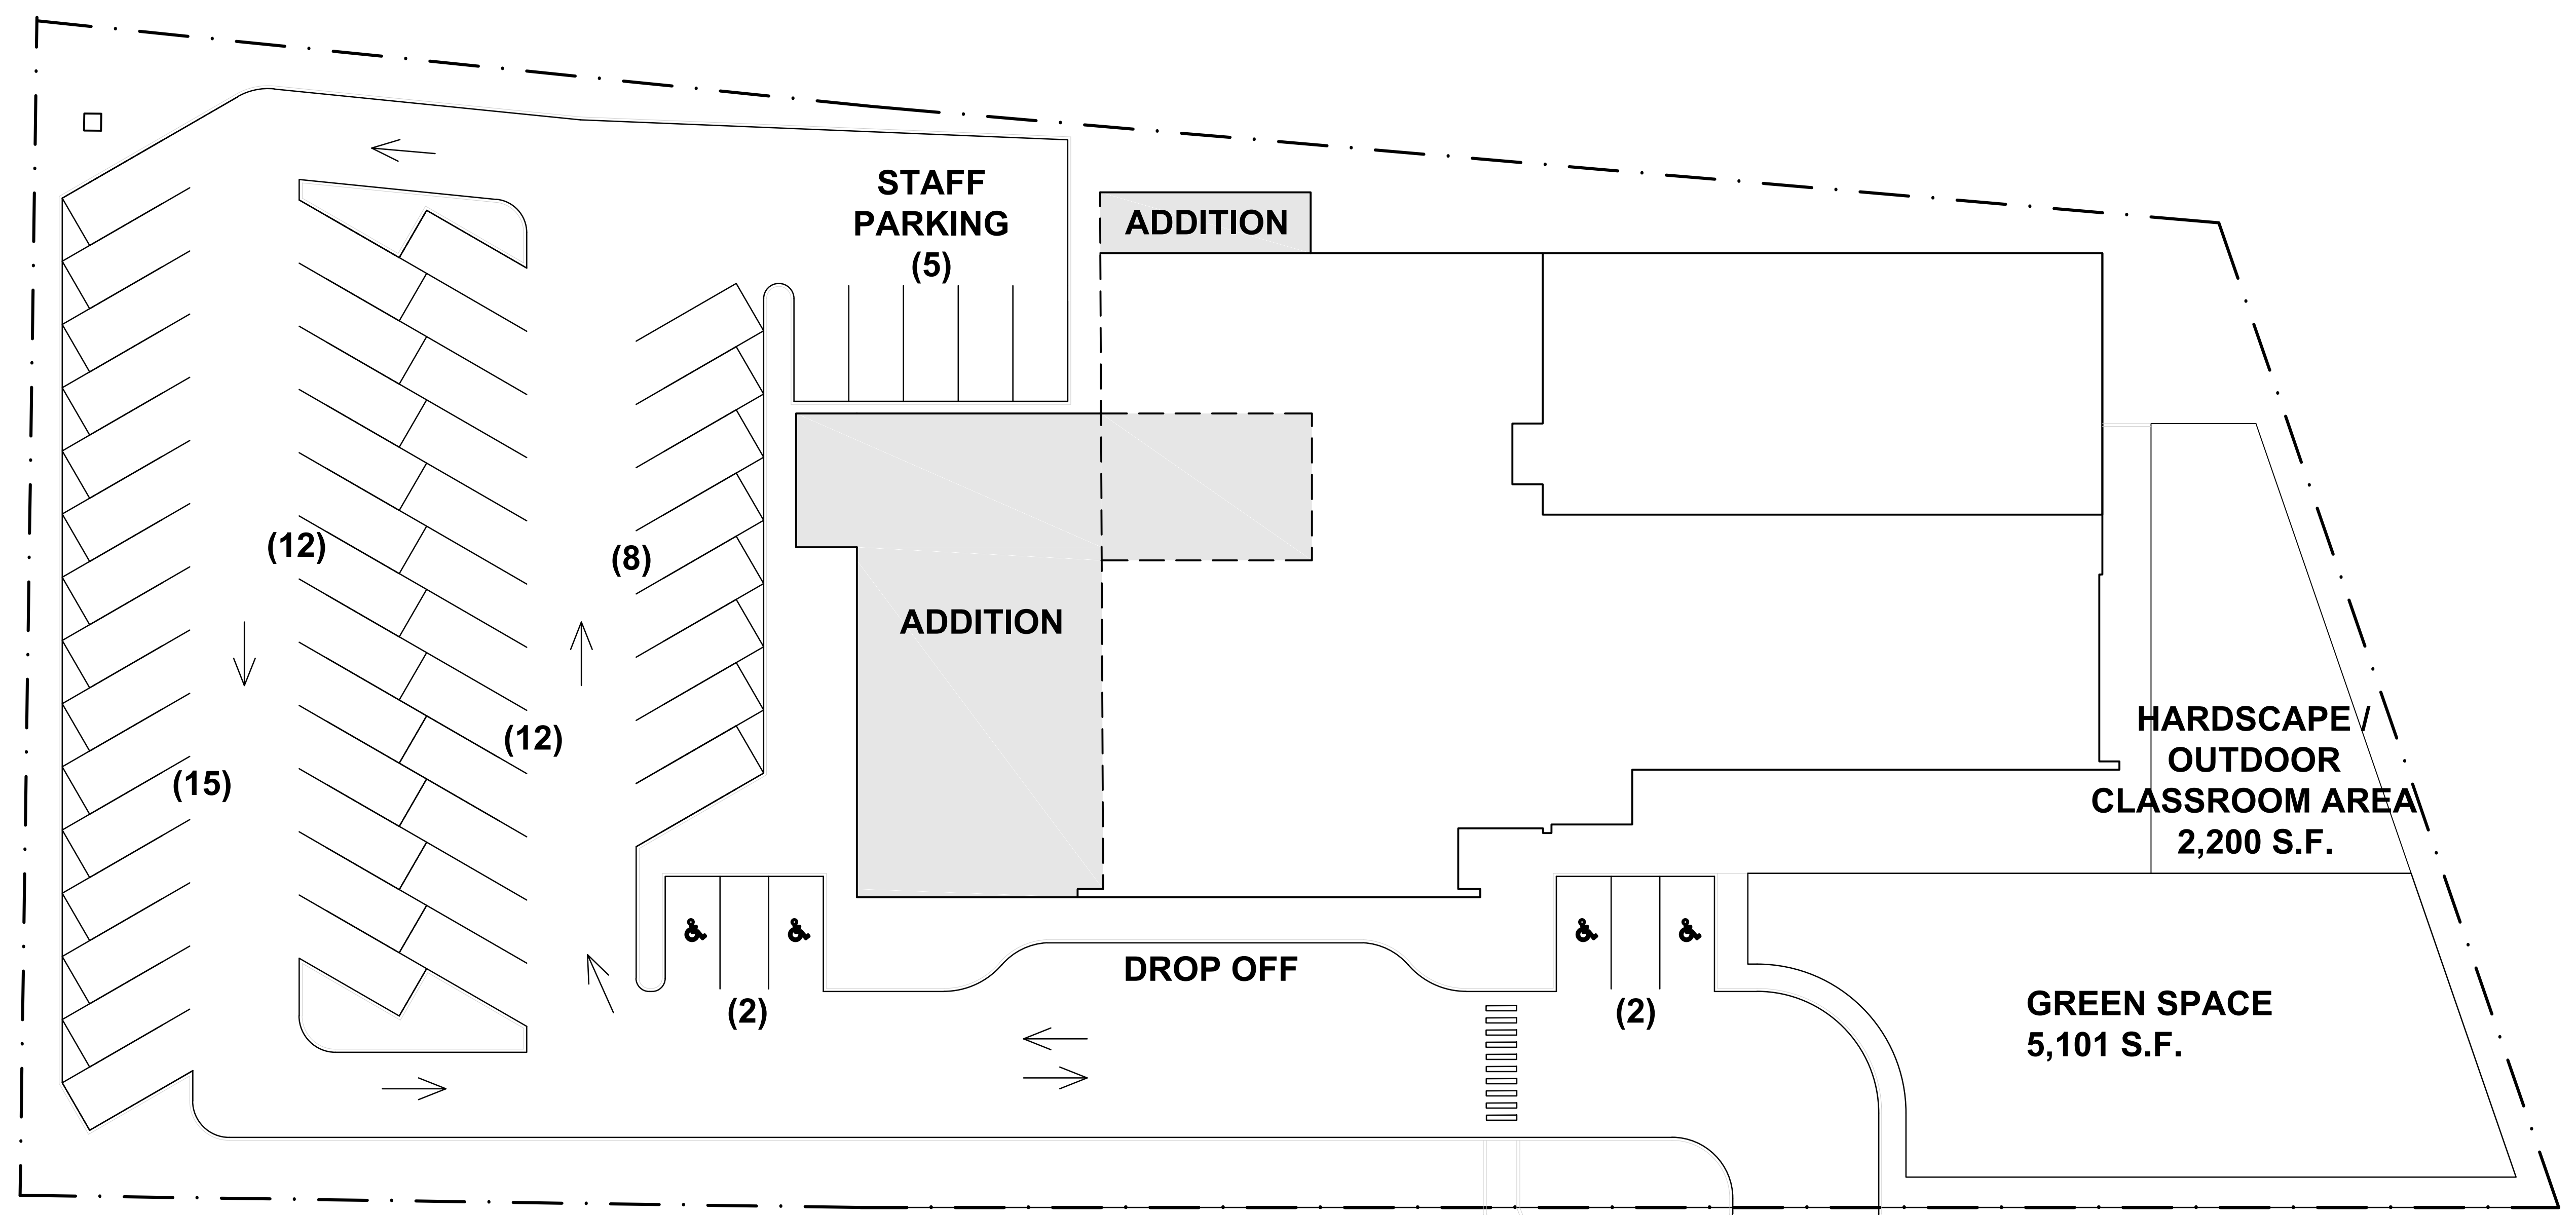 STAFF
PARKING
(5)
ADDITION
(12)
(8)
ADDITION
(12)
(15)
HARDSCAPE /
OUTDOOR
CLASSROOM AREA
2,200 S.F.
DROP OFF
(2)
(2)
GREEN SPACE
5,101 S.F.